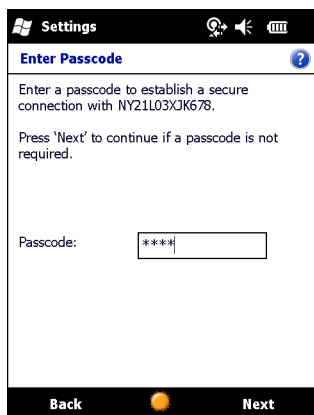 Settings
Enter Passcode
?
Enter a passcode to establish a secure
connection with NY21L03XJK678.
Press 'Next' to continue if a passcode is not
required.
Passcode: ****
Back Next